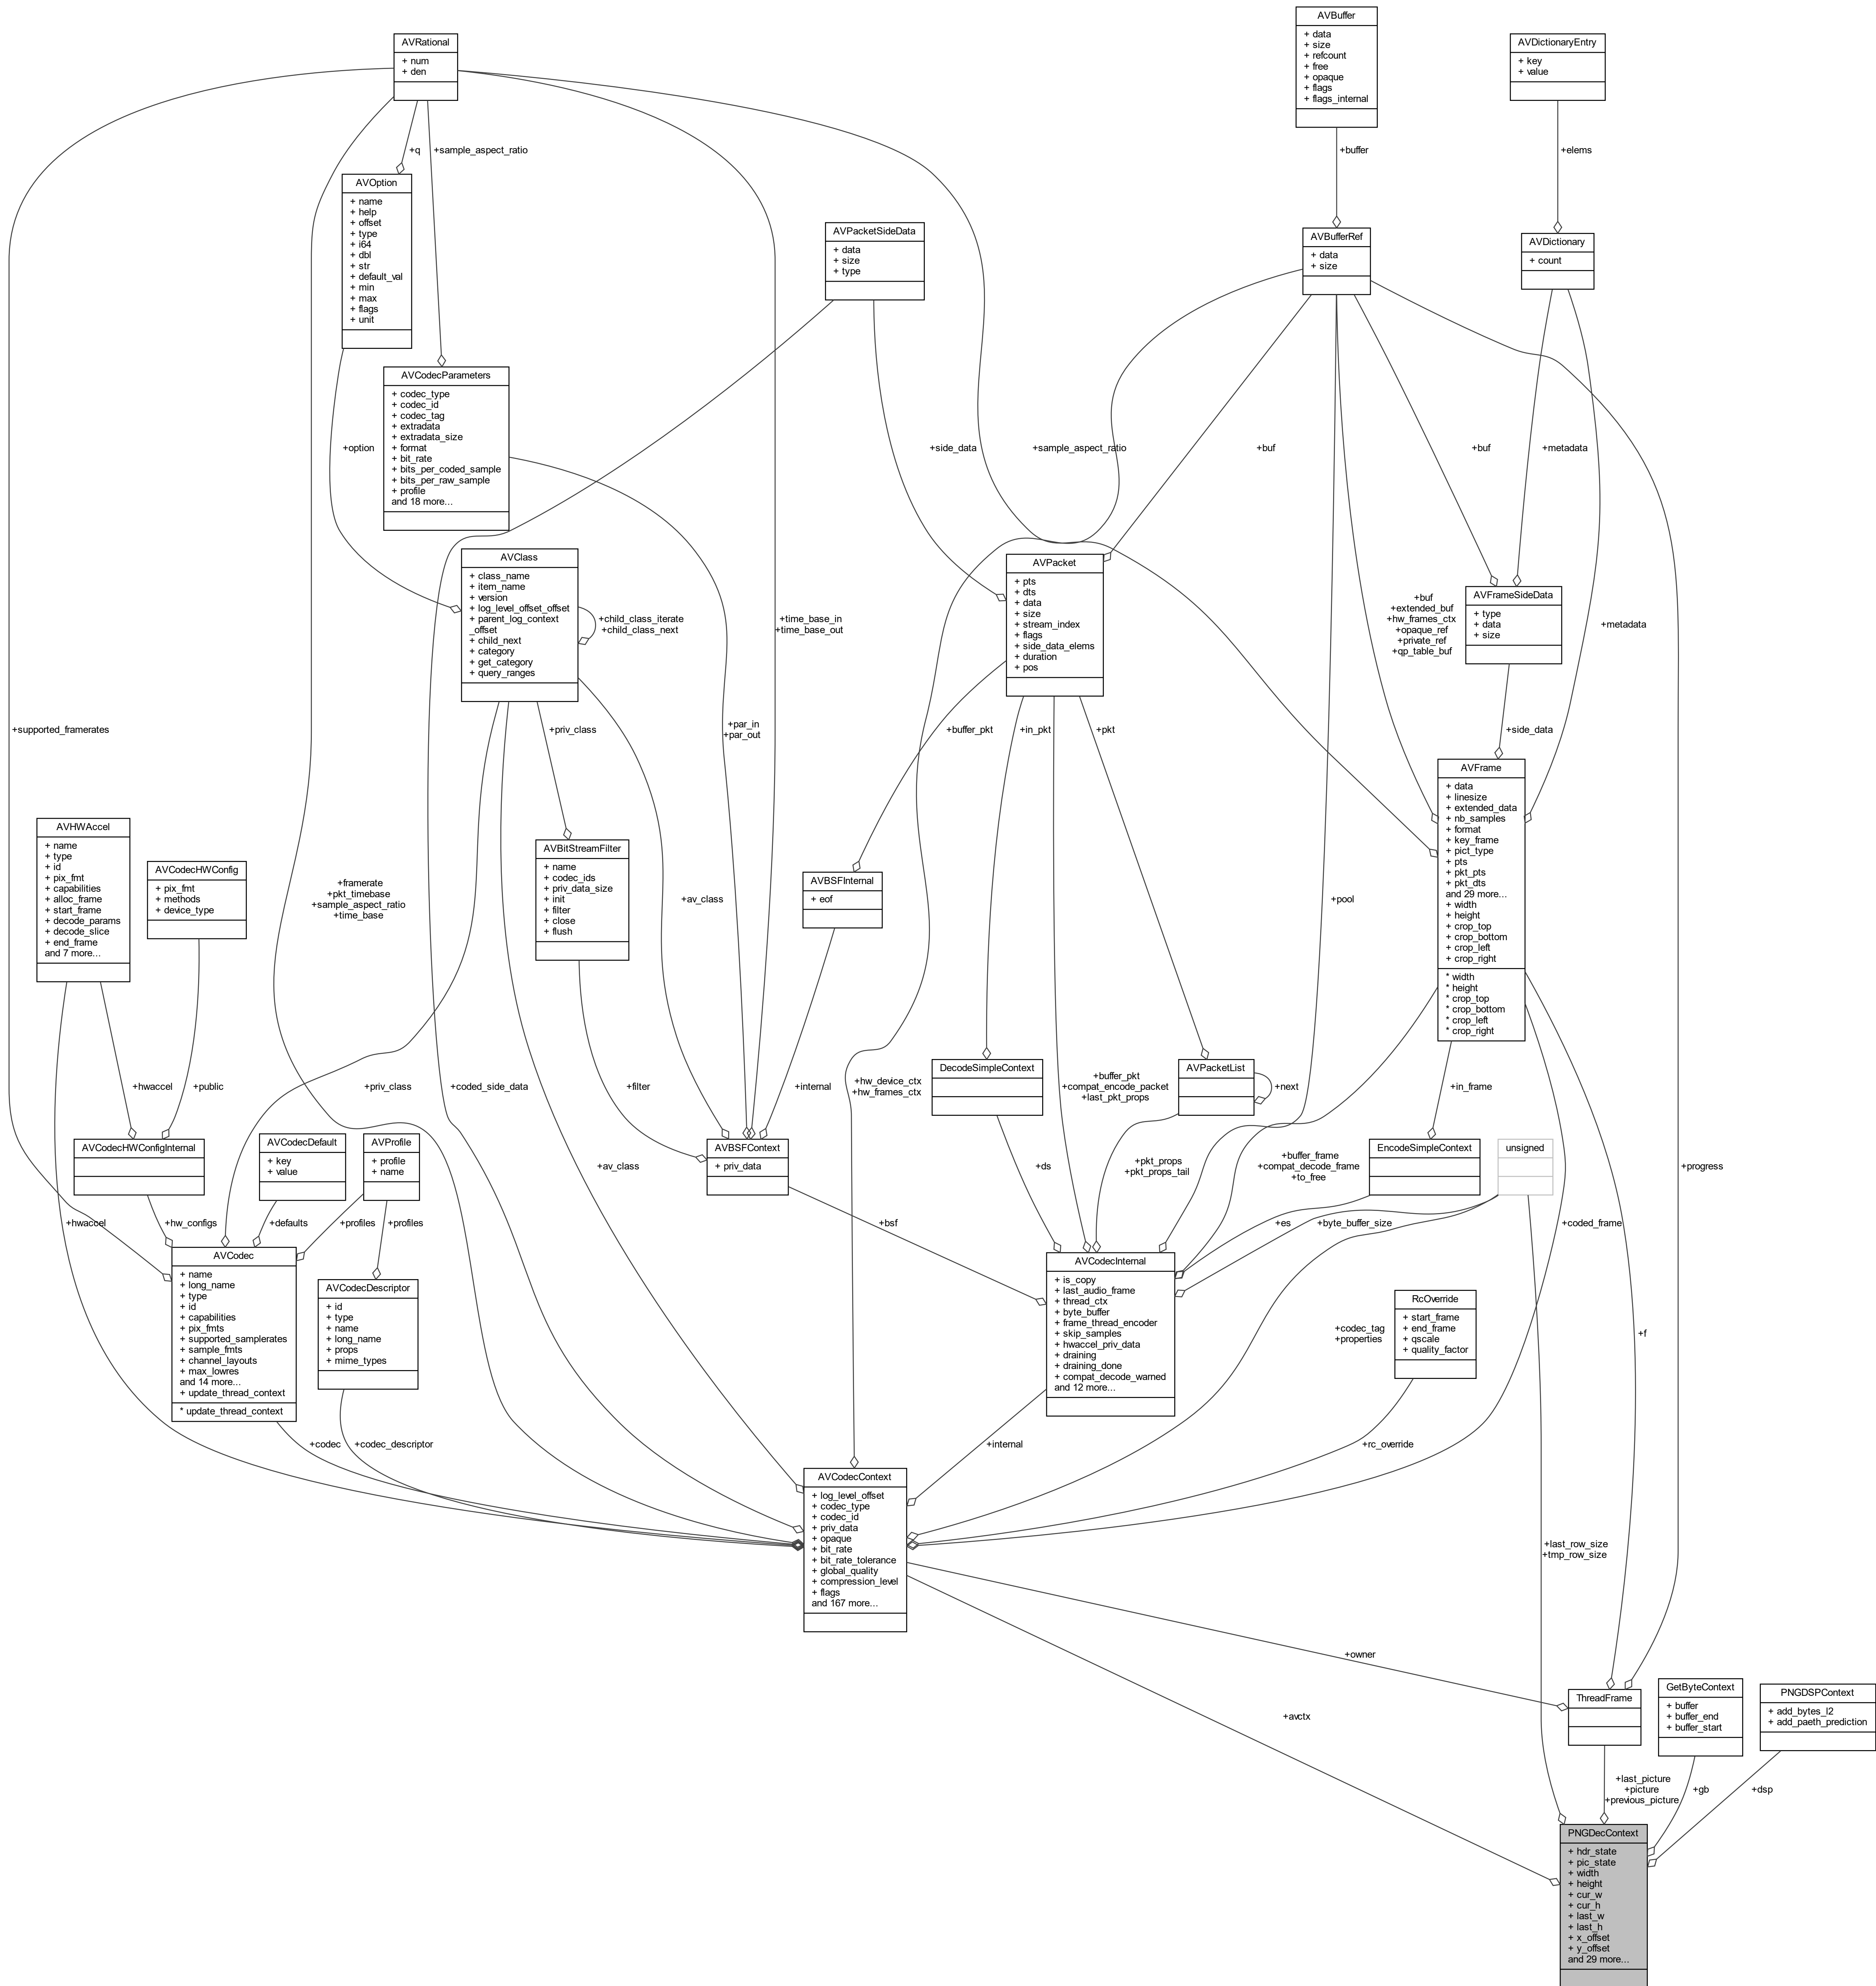 AVBuffer
+ data
+ size
+ refcount
+ free
+ opaque
+ flags
+ flags_internal
AVRational
+ num
+ den
AVDictionaryEntry
+ key
+ value
+q
+sample_aspect_ratio
+buffer
+elems
AVOption
+ name
+ help
+ offset
+ type
+ i64
+ dbl
+ str
+ default_val
+ min
+ max
+ flags
+ unit
AVPacketSideData
+ data
+ size
+ type
AVBufferRef
+ data
+ size
AVDictionary
+ count
AVCodecParameters
+ codec_type
+ codec_id
+ codec_tag
+ extradata
+ extradata_size
+ format
+ bit_rate
+ bits_per_coded_sample
+ bits_per_raw_sample
+ profile
and 18 more...
+option
+side_data
+sample_aspect_ratio
+buf
+buf
+metadata
AVClass
+ class_name
+ item_name
+ version
+ log_level_offset_offset
+ parent_log_context
_offset
+ child_next
+ category
+ get_category
+ query_ranges
+child_class_iterate
+child_class_next
+time_base_in
+time_base_out
AVPacket
+ pts
+ dts
+ data
+ size
+ stream_index
+ flags
+ side_data_elems
+ duration
+ pos
+buf
+extended_buf
+hw_frames_ctx
+opaque_ref
+private_ref
+qp_table_buf
AVFrameSideData
+ type
+ data
+ size
+metadata
+supported_framerates
+priv_class
+par_in
+par_out
+buffer_pkt
+in_pkt
+pkt
+side_data
AVFrame
+ data
+ linesize
+ extended_data
+ nb_samples
+ format
+ key_frame
+ pict_type
+ pts
+ pkt_pts
+ pkt_dts
and 29 more...
+ width
+ height
+ crop_top
+ crop_bottom
+ crop_left
+ crop_right
* width
* height
* crop_top
* crop_bottom
* crop_left
* crop_right
AVHWAccel
+ name
+ type
+ id
+ pix_fmt
+ capabilities
+ alloc_frame
+ start_frame
+ decode_params
+ decode_slice
+ end_frame
and 7 more...
AVCodecHWConfig
+ pix_fmt
+ methods
+ device_type
+framerate
+pkt_timebase
+sample_aspect_ratio
+time_base
AVBitStreamFilter
+ name
+ codec_ids
+ priv_data_size
+ init
+ filter
+ close
+ flush
+av_class
AVBSFInternal
+ eof
+pool
+hwaccel
+public
+priv_class
+coded_side_data
+filter
+internal
+hw_device_ctx
+hw_frames_ctx
DecodeSimpleContext
+buffer_pkt
+compat_encode_packet
+last_pkt_props
AVPacketList
+next
+in_frame
AVCodecHWConfigInternal
AVCodecDefault
+ key
+ value
AVProfile
+ profile
+ name
+av_class
AVBSFContext
+ priv_data
+ds
+pkt_props
+pkt_props_tail
+buffer_frame
+compat_decode_frame
+to_free
EncodeSimpleContext
unsigned
+progress
+hwaccel
+hw_configs
+defaults
+profiles
+profiles
+bsf
+es
+byte_buffer_size
+coded_frame
AVCodec
+ name
+ long_name
+ type
+ id
+ capabilities
+ pix_fmts
+ supported_samplerates
+ sample_fmts
+ channel_layouts
+ max_lowres
and 14 more...
+ update_thread_context
* update_thread_context
AVCodecDescriptor
+ id
+ type
+ name
+ long_name
+ props
+ mime_types
AVCodecInternal
+ is_copy
+ last_audio_frame
+ thread_ctx
+ byte_buffer
+ frame_thread_encoder
+ skip_samples
+ hwaccel_priv_data
+ draining
+ draining_done
+ compat_decode_warned
and 12 more...
+codec_tag
+properties
RcOverride
+ start_frame
+ end_frame
+ qscale
+ quality_factor
+f
+codec
+codec_descriptor
+internal
+rc_override
AVCodecContext
+ log_level_offset
+ codec_type
+ codec_id
+ priv_data
+ opaque
+ bit_rate
+ bit_rate_tolerance
+ global_quality
+ compression_level
+ flags
and 167 more...
+last_row_size
+tmp_row_size
+owner
+avctx
ThreadFrame
GetByteContext
+ buffer
+ buffer_end
+ buffer_start
PNGDSPContext
+ add_bytes_l2
+ add_paeth_prediction
+last_picture
+picture
+previous_picture
+gb
+dsp
PNGDecContext
+ hdr_state
+ pic_state
+ width
+ height
+ cur_w
+ cur_h
+ last_w
+ last_h
+ x_offset
+ y_offset
and 29 more...